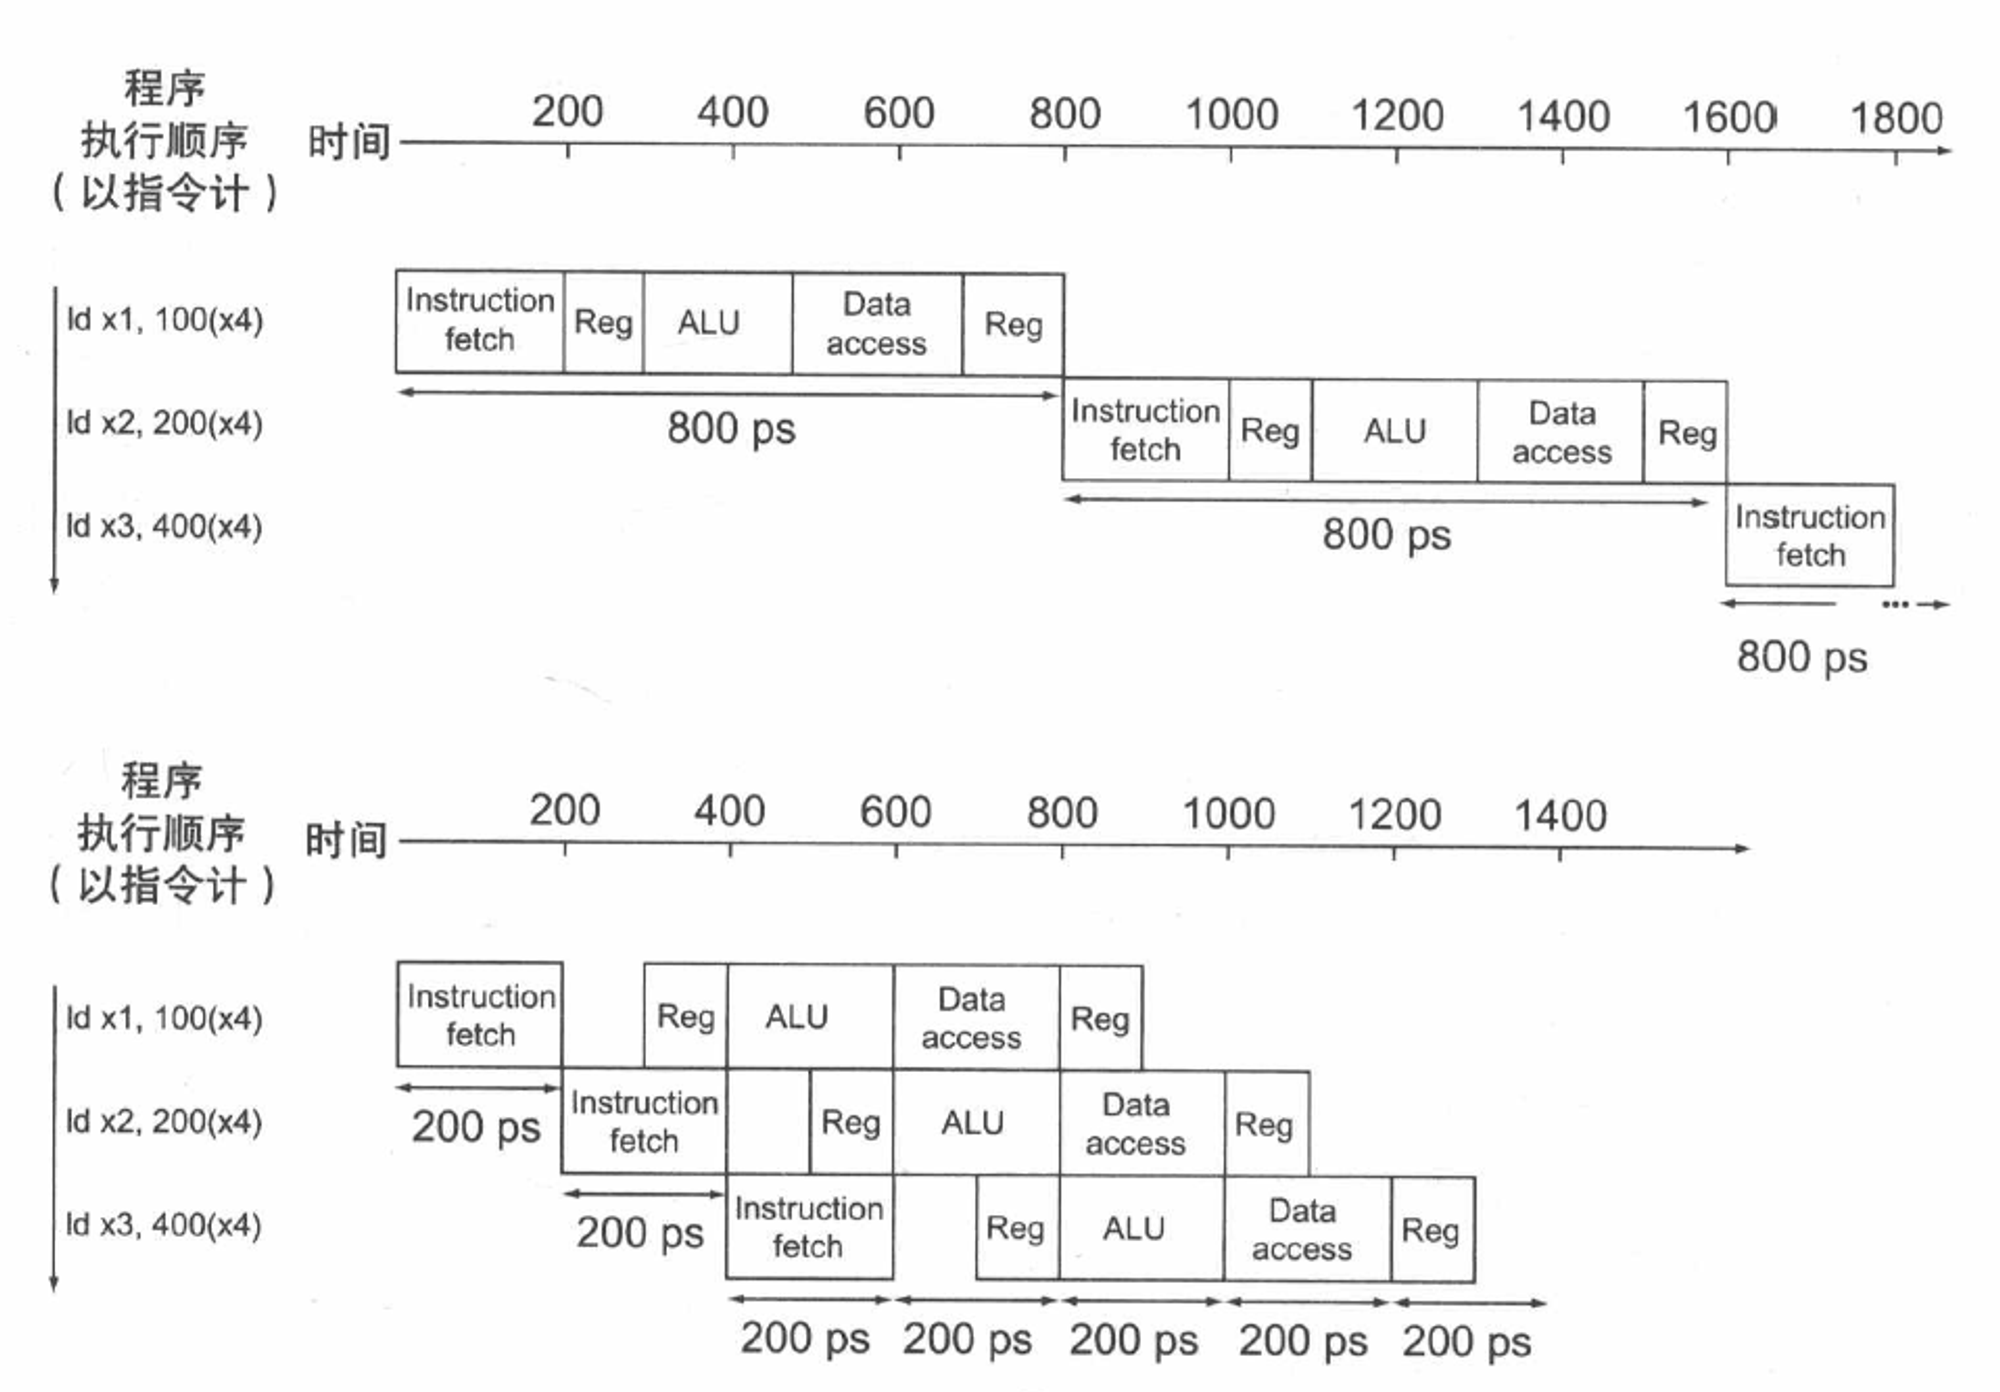 程序
执行顺序
（以指令计）
时间
200 400 600 800 1000 1200 1400 1600 1800
ld x1, 100(x4)
Instruction fetch Reg ALU Data access Reg
800 ps
ld x2, 200(x4)
Instruction fetch Reg ALU Data access Reg
800 ps
ld x3, 400(x4)
Instruction fetch
...
800 ps
程序
执行顺序
（以指令计）
时间
200 400 600 800 1000 1200 1400
ld x1, 100(x4)
Instruction fetch Reg ALU Data access Reg
200 ps
ld x2, 200(x4)
Instruction fetch Reg ALU Data access Reg
200 ps
ld x3, 400(x4)
Instruction fetch Reg ALU Data access Reg
200 ps 200 ps 200 ps 200 ps 200 ps